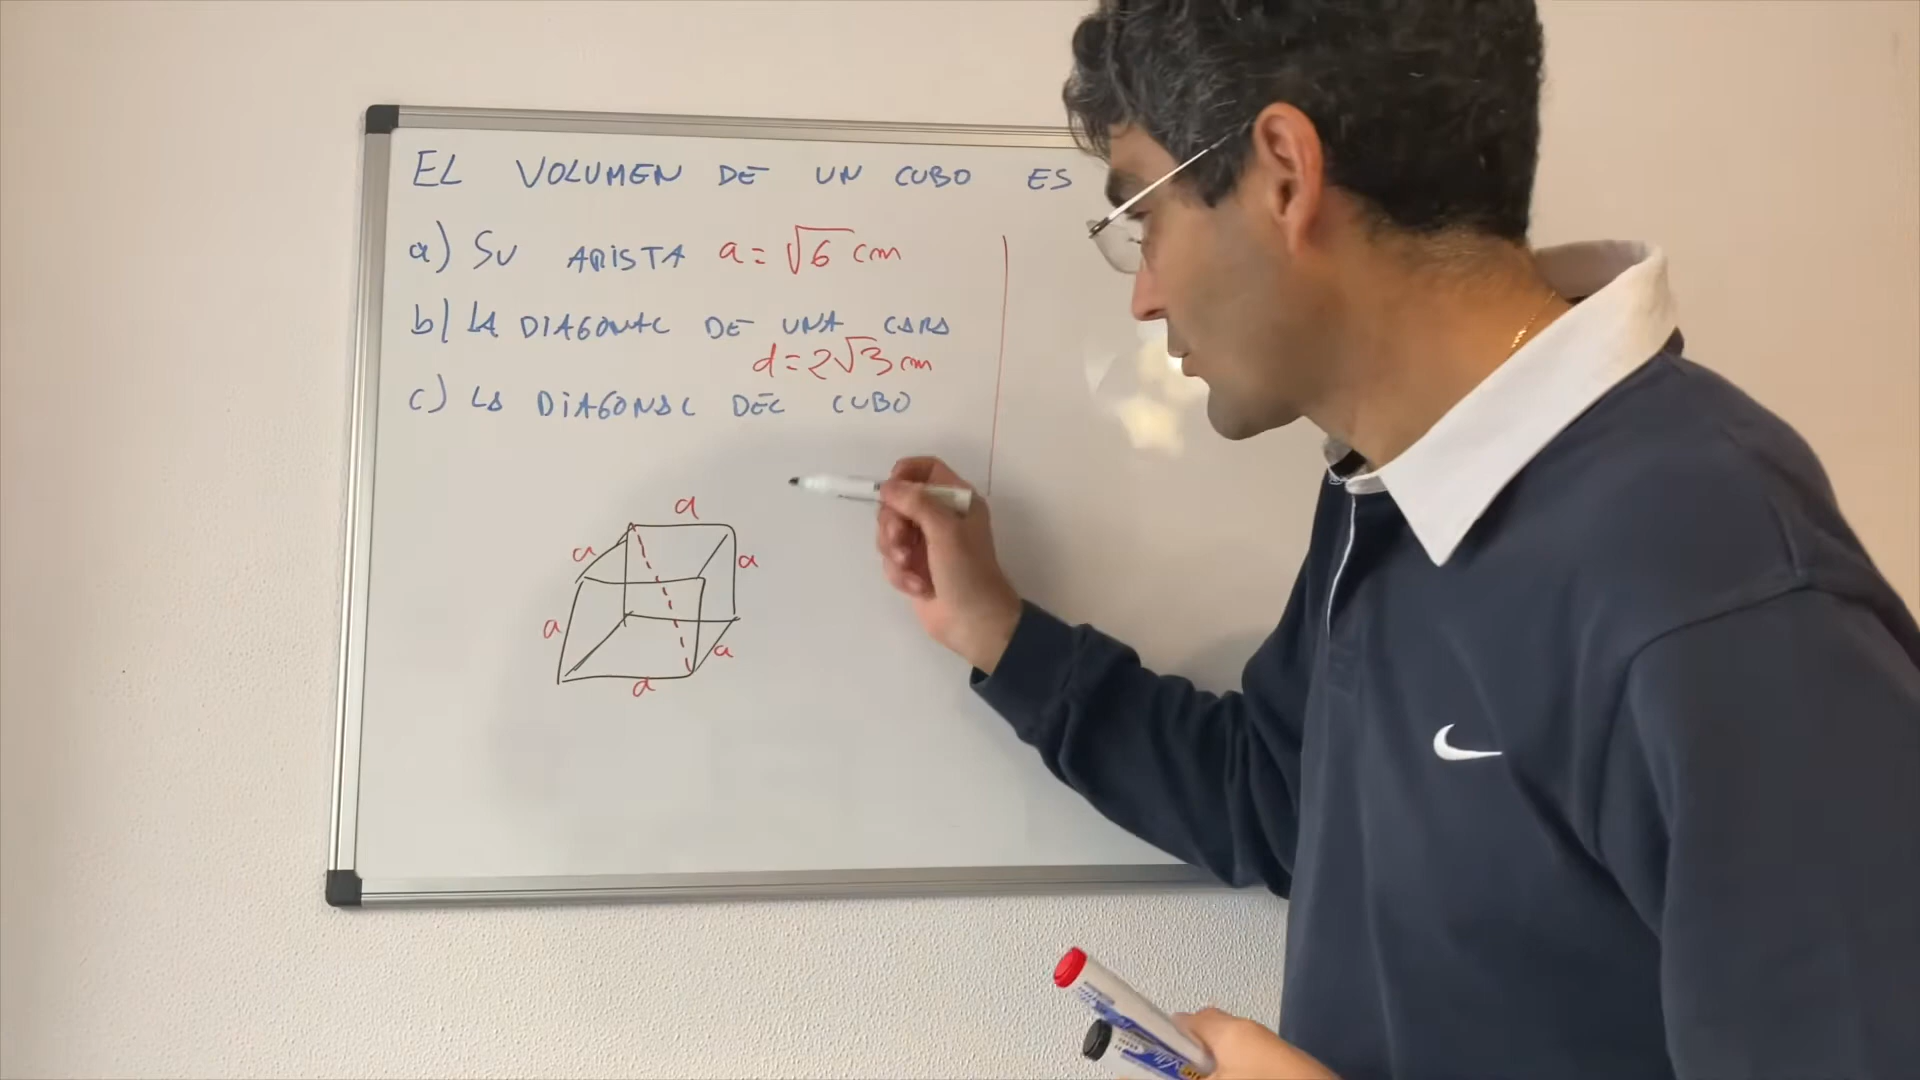 EL VOLUMEN DE UN CUBO ES
a) SU ARISTA a = √6 cm
b) LA DIAGONAL DE UNA CARA
d = 2√3 cm
c) LA DIAGONAL DEL CUBO
a
a
a
a
a
a